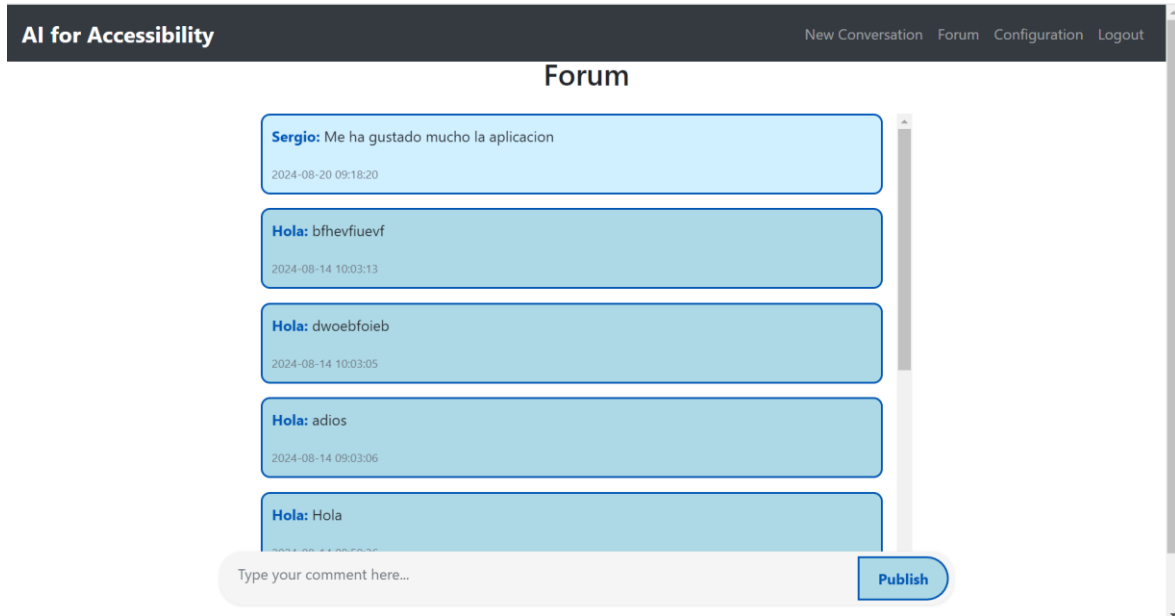 AI for Accessibility
New Conversation Forum Configuration Logout
Forum
Sergio: Me ha gustado mucho la aplicacion
2024-08-20 09:18:20
Hola: bfhevfiuevf
2024-08-14 10:03:13
Hola: dwoebfoieb
2024-08-14 10:03:05
Hola: adios
2024-08-14 09:03:06
Hola: Hola
Type your comment here...
Publish